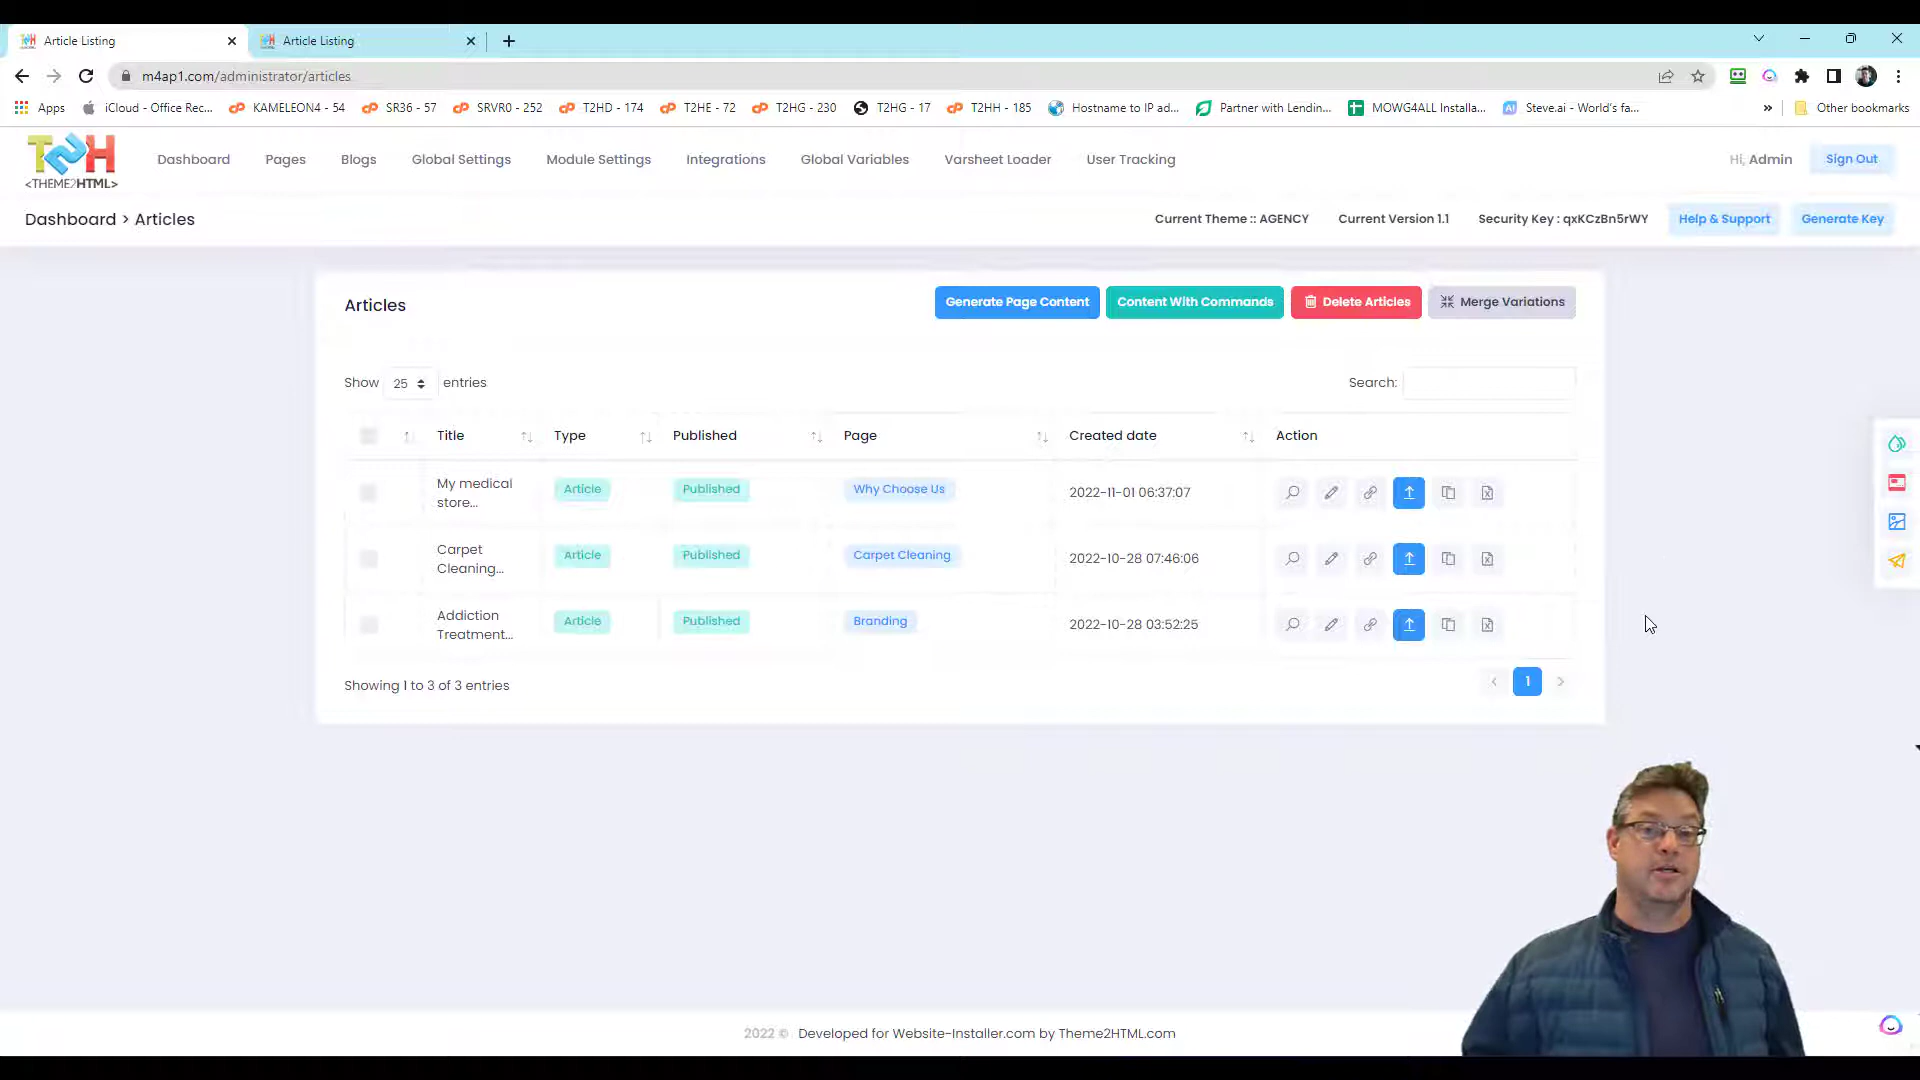 Article Listing
Article Listing
m4ap1.com/administrator/articles
Apps iCloud - Office Rec... KAMELEON4 - 54 SR36 - 57 SRVR0 - 252 T2HD - 174 T2HE - 72 T2HG - 230 T2HG - 17 T2HH - 185 Hostname to IP ad... Partner with Lendin... MOWG4ALL Installa... Steve.ai - World's fa... » Other bookmarks
T2H
<THEME2HTML>
Dashboard Pages Blogs Global Settings Module Settings Integrations Global Variables Varsheet Loader User Tracking Hi, Admin Sign Out
Dashboard > Articles Current Theme :: AGENCY Current Version 1.1 Security Key : qxKCzBn5rWY Help & Support Generate Key
Articles Generate Page Content Content With Commands Delete Articles Merge Variations
Show 25 entries Search:
Title Type Published Page Created date Action
My medical store... Article Published Why Choose Us 2022-11-01 06:37:07
Carpet Cleaning... Article Published Carpet Cleaning 2022-10-28 07:46:06
Addiction Treatment... Article Published Branding 2022-10-28 03:52:25
Showing 1 to 3 of 3 entries 1
2022 © Developed for Website-Installer.com by Theme2HTML.com